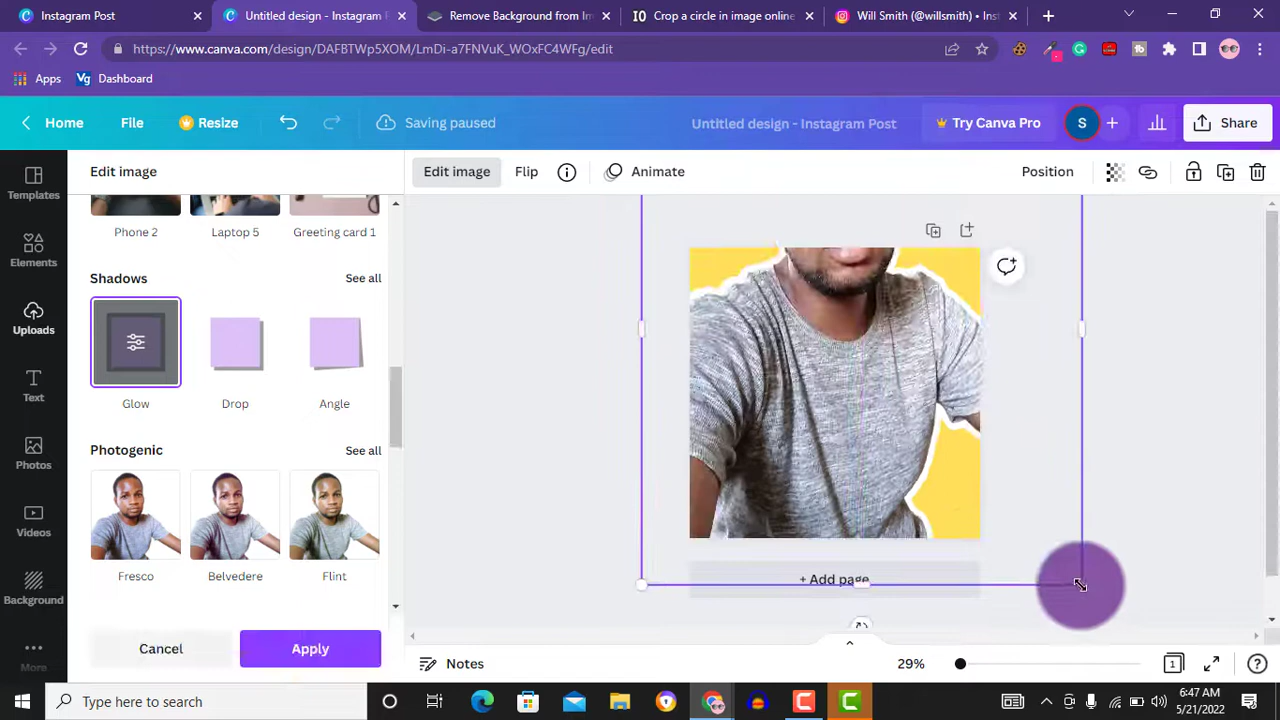 Instagram Post
Untitled design - Instagram P
Remove Background from Im
Crop a circle in image online
Will Smith (@willsmith) • Inst
https://www.canva.com/design/DAFBTWp5XOM/LmDi-a7FNVuK_WOxFC4WFg/edit
Apps
Vg Dashboard
Home
File
Resize
Saving paused
Untitled design - Instagram Post
Try Canva Pro
S
Share
Edit image
Edit image
Flip
Animate
Position
Templates
Elements
Uploads
Text
Photos
Videos
Background
More
Phone 2
Laptop 5
Greeting card 1
Shadows
See all
Glow
Drop
Angle
Photogenic
See all
Fresco
Belvedere
Flint
Cancel
Apply
+ Add page
Notes
29%
1
Type here to search
6:47 AM
5/21/2022